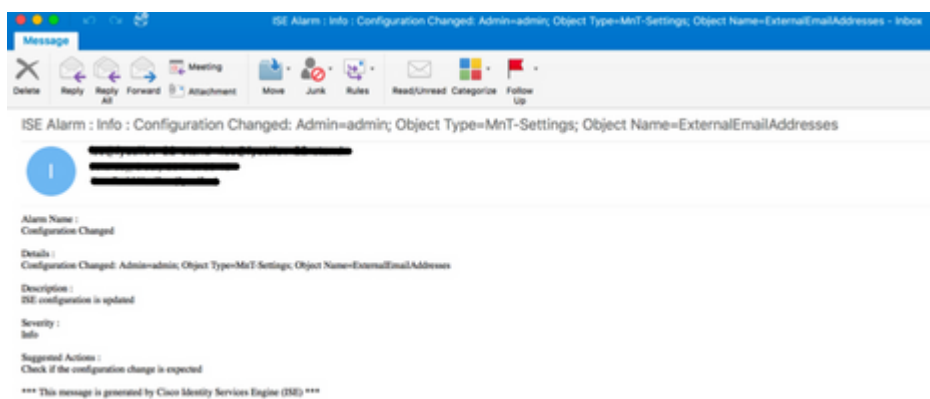 ISE Alarm : Info : Configuration Changed: Admin=admin; Object Type=MnT-Settings; Object Name=ExternalEmailAddresses - Inbox
Message
Delete
Reply
Reply All
Forward
Meeting
Attachment
Move
Junk
Rules
Read/Unread
Categorize
Follow Up
ISE Alarm : Info : Configuration Changed: Admin=admin; Object Type=MnT-Settings; Object Name=ExternalEmailAddresses
I
Alarm Name :
Configuration Changed
Details :
Configuration Changed: Admin=admin; Object Type=MnT-Settings; Object Name=ExternalEmailAddresses
Description :
ISE configuration is updated
Severity :
Info
Suggested Actions :
Check if the configuration change is expected
*** This message is generated by Cisco Identity Services Engine (ISE) ***